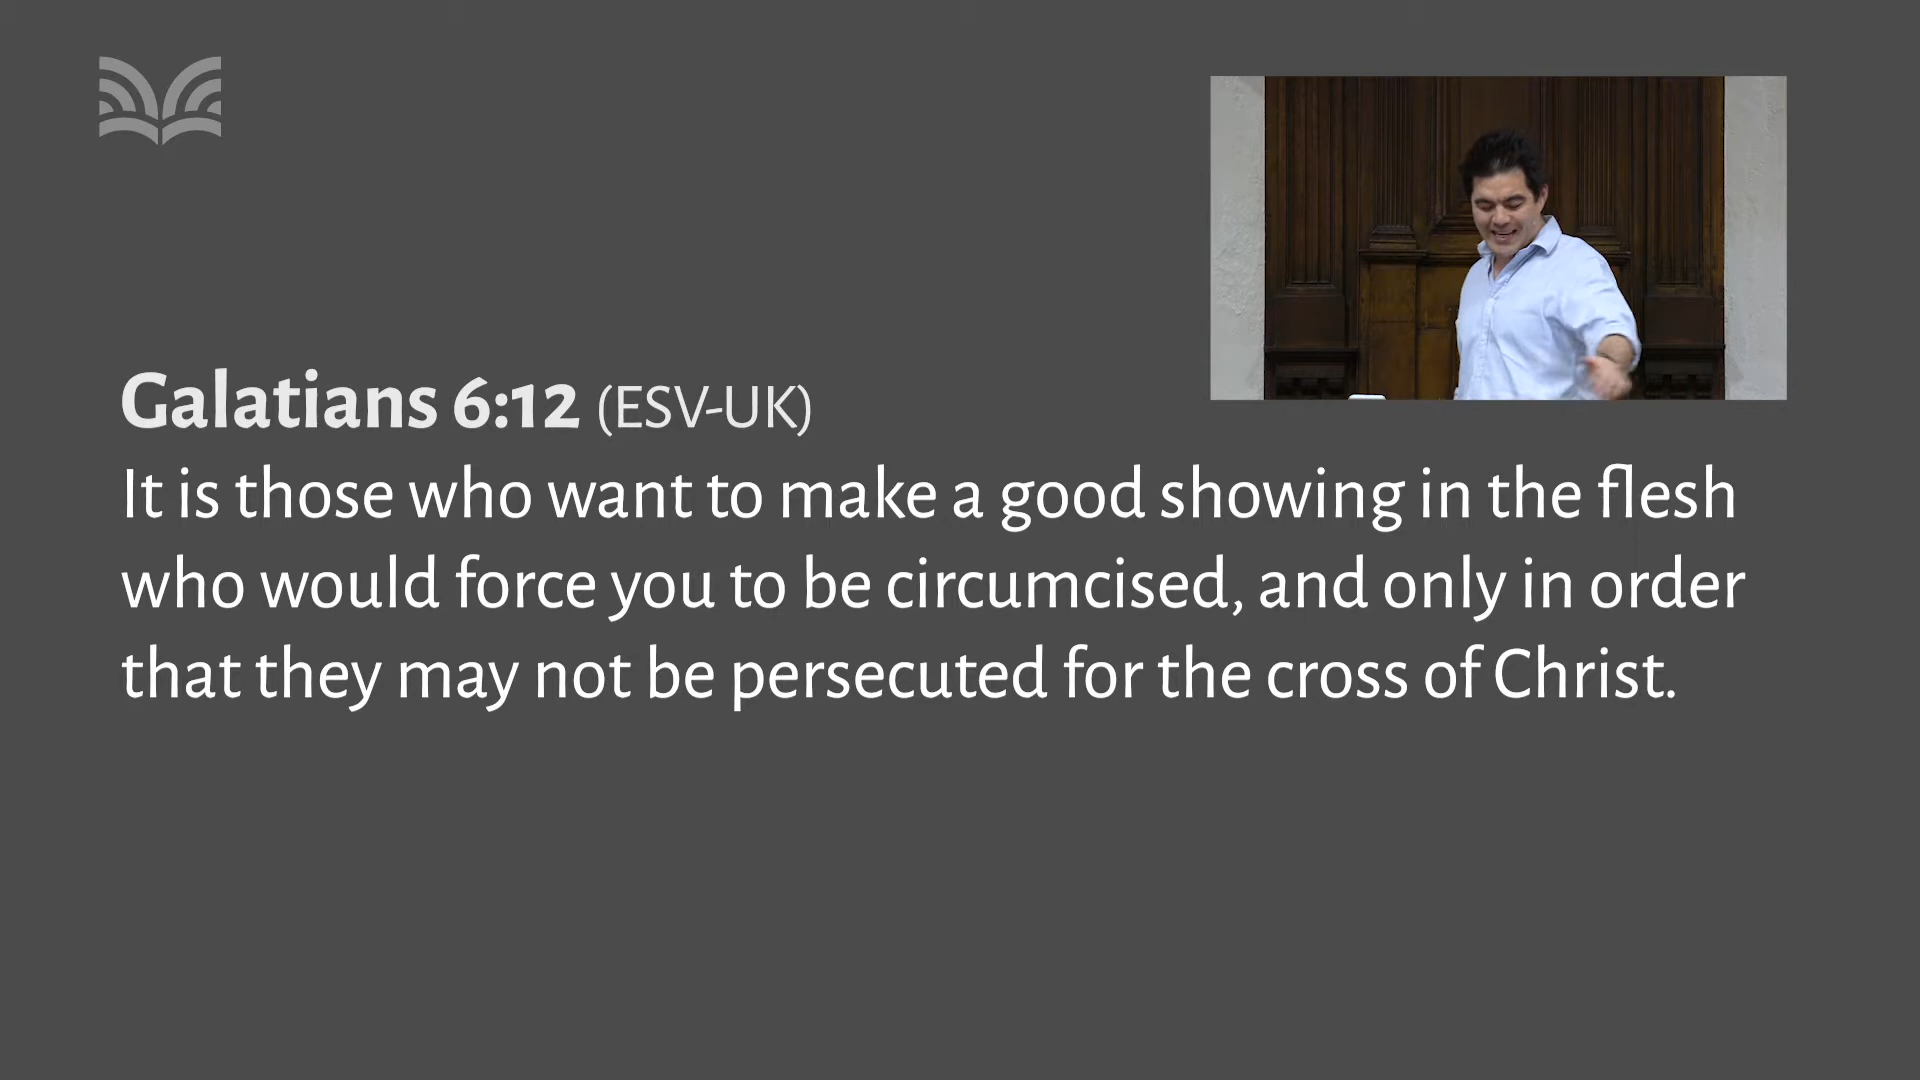 Galatians 6:12 (ESV-UK)
It is those who want to make a good showing in the flesh
who would force you to be circumcised, and only in order
that they may not be persecuted for the cross of Christ.